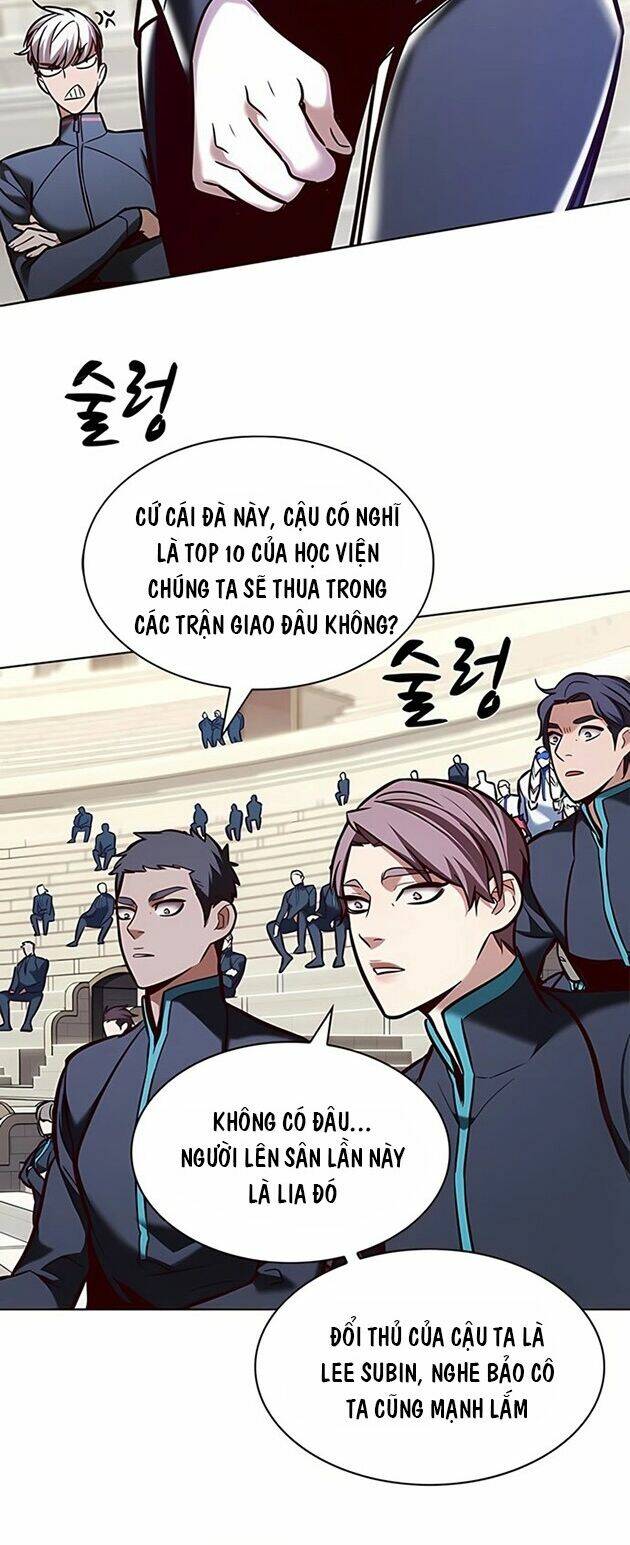 술렁
CỨ CÁI ĐÀ NÀY, CẬU CÓ NGHĨ
LÀ TOP 10 CỦA HỌC VIỆN
CHÚNG TA SẼ THUA TRONG
CÁC TRẬN GIAO ĐÂU KHÔNG?
술렁
KHÔNG CÓ ĐÂU...
NGƯỜI LÊN SÂN LẦN NÀY
LÀ LIA ĐÓ
ĐỔI THỦ CỦA CẬU TA LÀ
LEE SUBIN, NGHE BẢO CÔ
TA CŨNG MẠNH LẮM